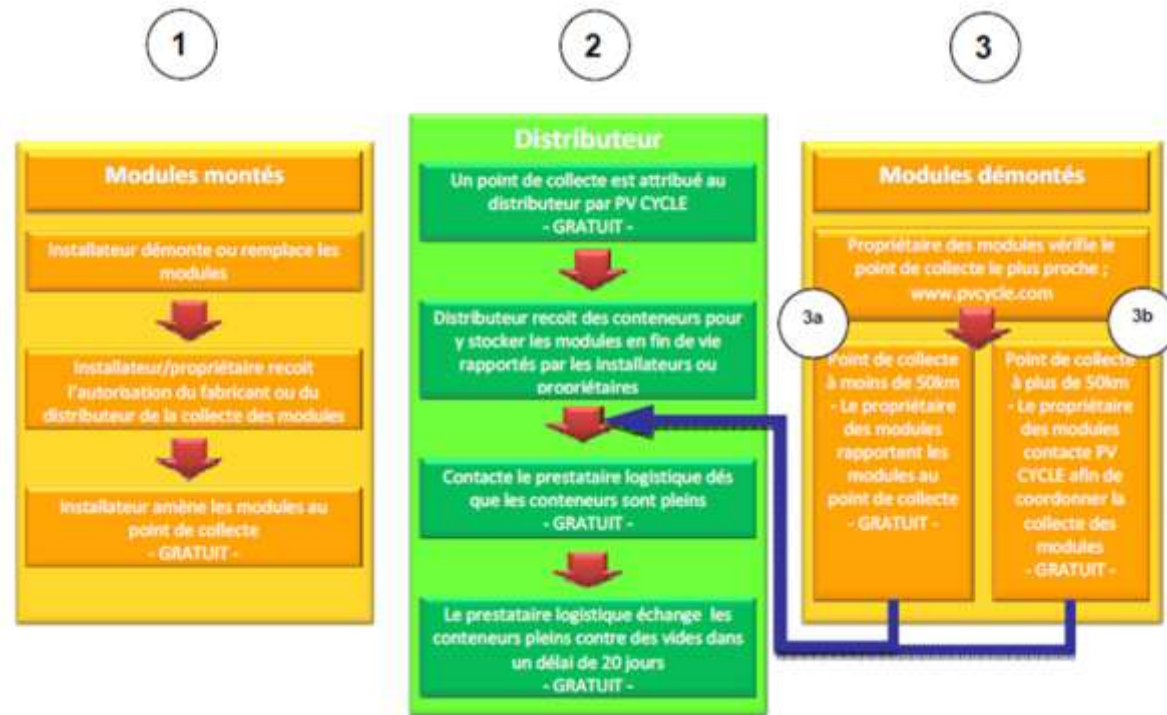 1
Modules montés
Installateur démonte ou remplace les
modules
Installateur/propriétaire recoit
l'autorisation du fabricant ou du
distributeur de la collecte des modules
Installateur amène les modules au
point de collecte
- GRATUIT -
2
Distributeur
Un point de collecte est attribué au
distributeur par PV CYCLE
- GRATUIT -
Distributeur recoit des conteneurs pour
y stocker les modules en fin de vie
rapportés par les installateurs ou
propriétaires
Contacte le prestataire logistique dés
que les conteneurs sont pleins
- GRATUIT -
Le prestataire logistique échange les
conteneurs pleins contre des vides dans
un délai de 20 jours
- GRATUIT -
3
Modules démontés
Propriétaire des modules vérifie le
point de collecte le plus proche ;
www.pvcycle.com
3a
Point de collecte
à moins de 50km
- Le propriétaire
des modules
rapportent les
modules au
point de collecte
- GRATUIT -
3b
Point de collecte
à plus de 50km
- Le propriétaire
des modules
contacte PV
CYCLE afin de
coordonner la
collecte des
modules
- GRATUIT -